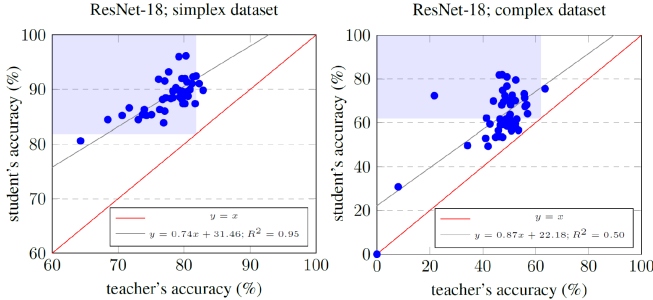 ResNet-18; simplex dataset
100
90
80
70
60
60
70
80
90
100
student's accuracy (%)
teacher's accuracy (%)
y = x
y = 0.74x + 31.46; R² = 0.95
ResNet-18; complex dataset
100
80
60
40
20
0
0
20
40
60
80
100
student's accuracy (%)
teacher's accuracy (%)
y = x
y = 0.87x + 22.18; R² = 0.50